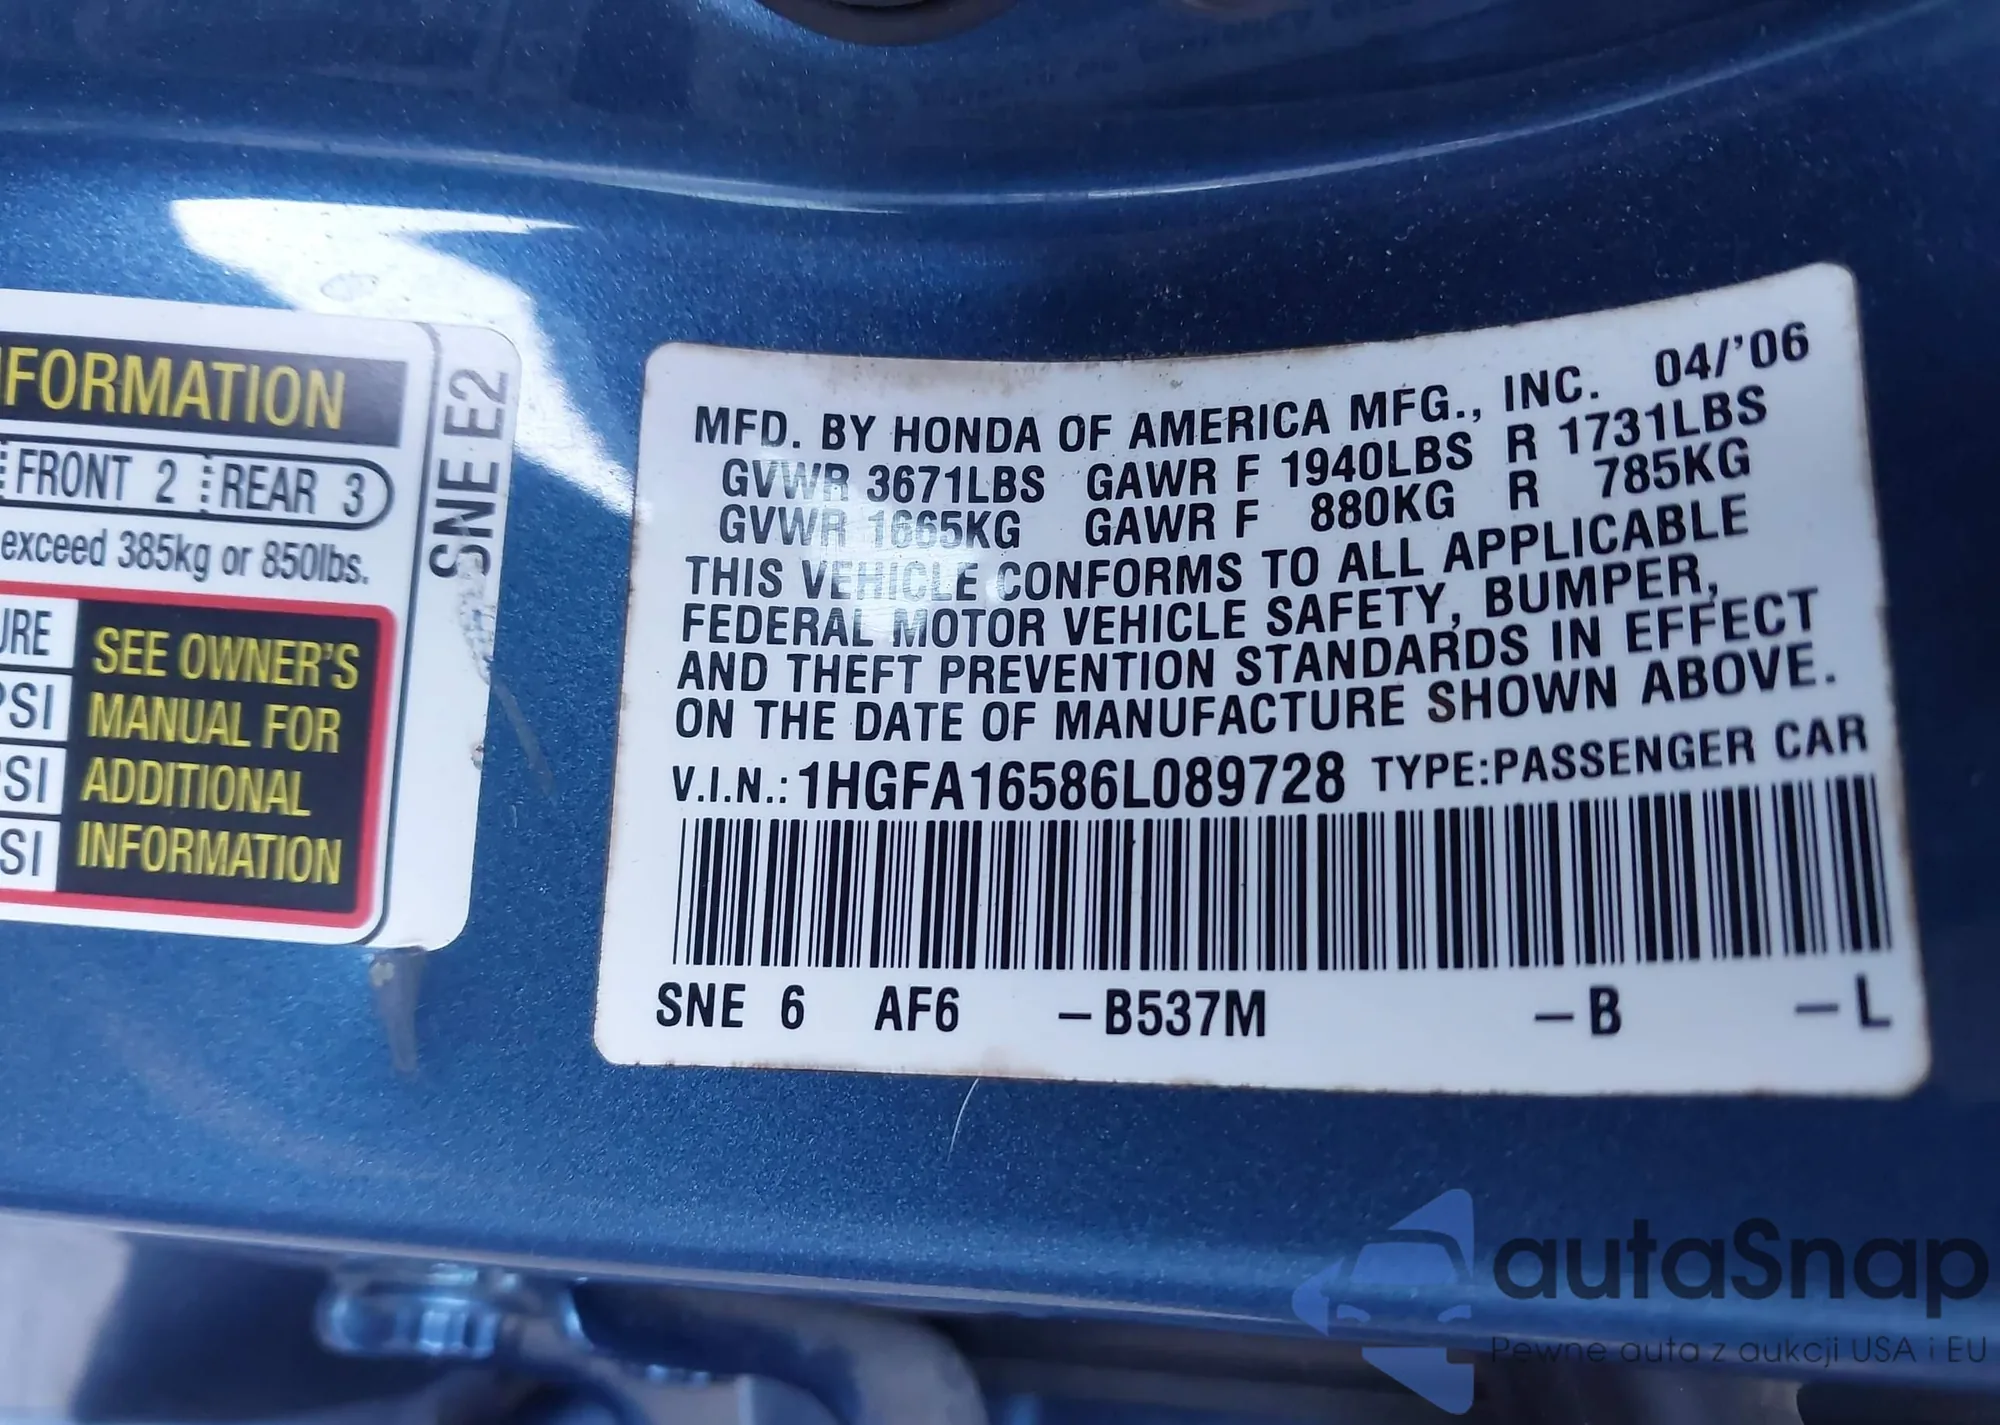 NFORMATION
FRONT 2 REAR 3
exceed 385kg or 850lbs.
URE
PSI
PSI
SI
SEE OWNER'S
MANUAL FOR
ADDITIONAL
INFORMATION
SNE E2
MFD. BY HONDA OF AMERICA MFG., INC. 04/'06
GVWR 3671LBS GAWR F 1940LBS R 1731LBS
GVWR 1665KG GAWR F 880KG R 785KG
THIS VEHICLE CONFORMS TO ALL APPLICABLE
FEDERAL MOTOR VEHICLE SAFETY, BUMPER,
AND THEFT PREVENTION STANDARDS IN EFFECT
ON THE DATE OF MANUFACTURE SHOWN ABOVE.
V.I.N.: 1HGFA16586L089728 TYPE:PASSENGER CAR
SNE 6 AF6 –B537M –B –L
autaSnap
Pewne auta z aukcji USA i EU